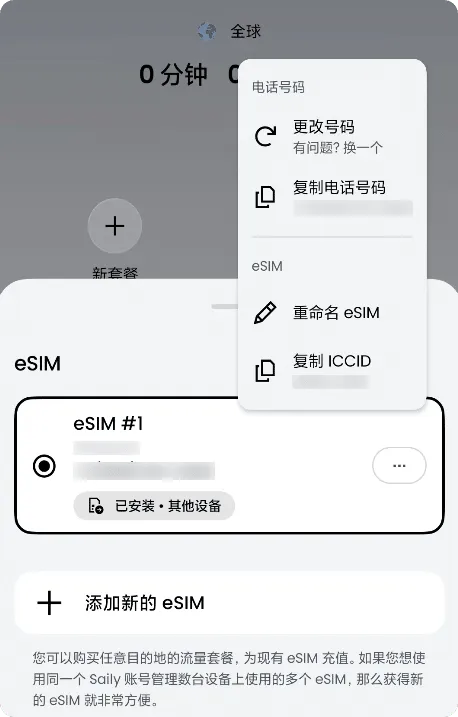 全球
0 分钟 0
电话号码
更改号码
有问题? 换一个
复制电话号码
eSIM
重命名 eSIM
复制 ICCID
新套餐
eSIM
eSIM #1
已安装 • 其他设备
添加新的 eSIM
您可以购买任意目的地的流量套餐, 为现有 eSIM 充值。如果您想使
用同一个 Saily 账号管理数台设备上使用的多个 eSIM, 那么获得新
的 eSIM 就非常方便。